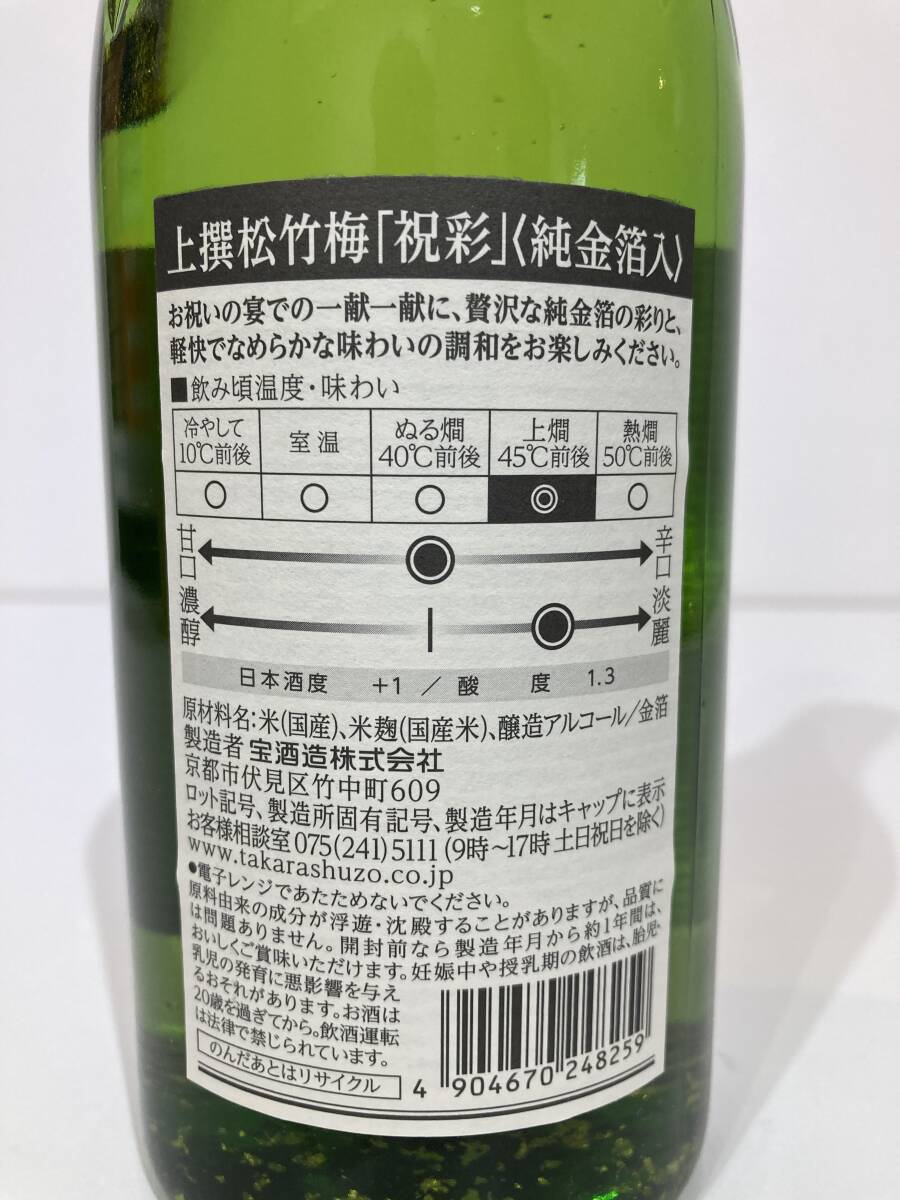 上撰松竹梅「祝彩」〈純金箔入〉
お祝いの宴での一献一献に、贅沢な純金箔の彩りと、
軽快でなめらかな味わいの調和をお楽しみください。
■飲み頃温度・味わい
冷やして
10℃前後
室温
ぬる燗
40℃前後
上燗
45℃前後
熱燗
50℃前後
○ ○ ○ ◎ ○
甘口 辛口
濃醇 淡麗
日本酒度 +1 / 酸度 1.3
原材料名:米(国産)、米麹(国産米)、醸造アルコール/金箔
製造者 宝酒造株式会社
京都市伏見区竹中町609
ロット記号、製造所固有記号、製造年月はキャップに表示
お客様相談室 075(241)5111 (9時〜17時 土日祝日を除く)
www.takarashuzo.co.jp
●電子レンジであたためないでください。
原料由来の成分が浮遊・沈殿することがありますが、品質に
は問題ありません。開封前なら製造年月から約1年間は、
おいしくご賞味いただけます。妊娠中や授乳期の飲酒は、胎児・
乳児の発育に悪影響を与え
るおそれがあります。お酒は
20歳を過ぎてから。飲酒運転
は法律で禁じられています。
のんだあとはリサイクル
4 904670 248259